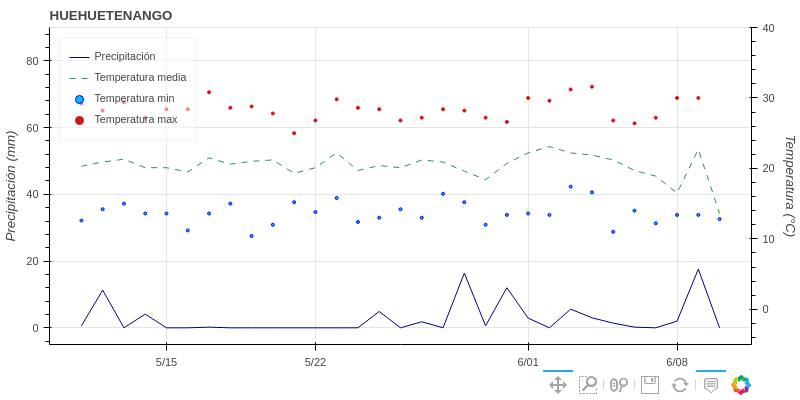 HUEHUETENANGO
Precipitación
Temperatura media
Temperatura min
Temperatura max
Precipitación (mm)
80
60
40
20
0
Temperatura (°C)
40
30
20
10
0
5/15
5/22
6/01
6/08